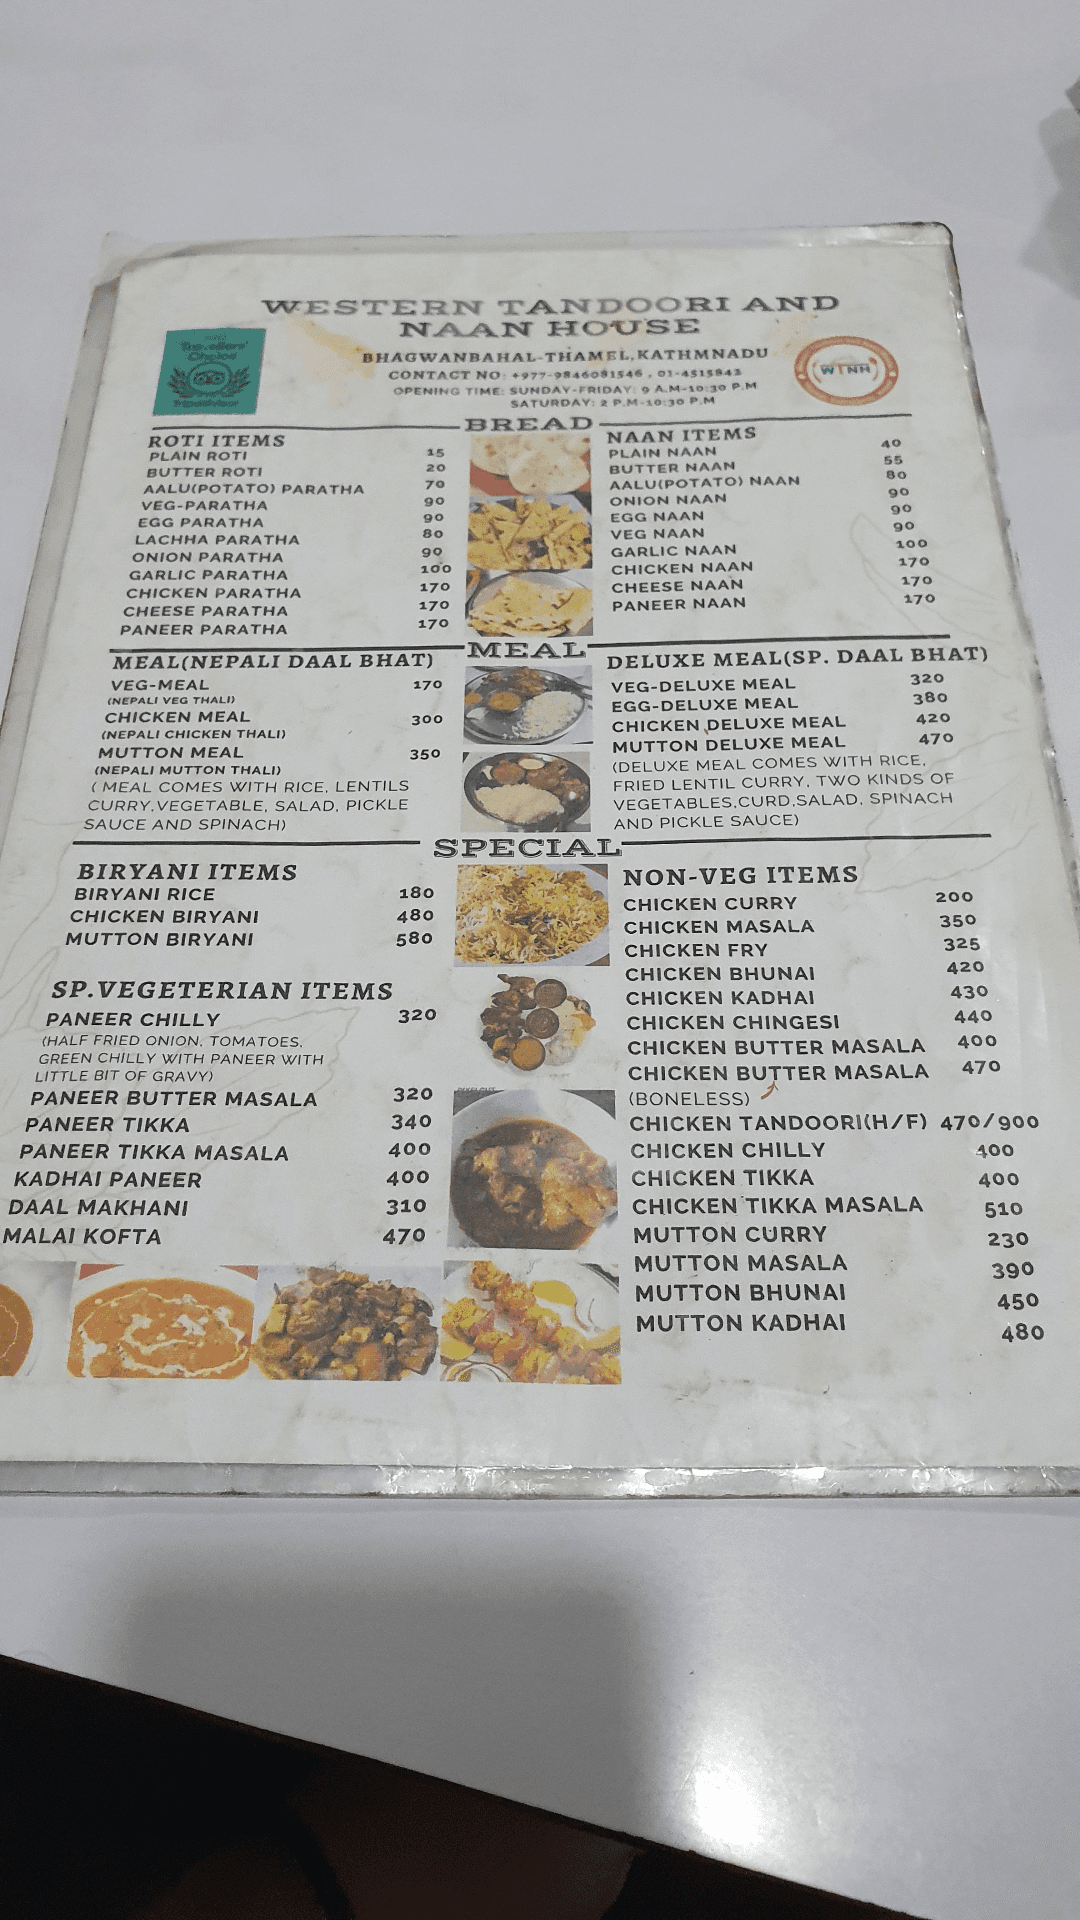 WESTERN TANDOORI AND
NAAN HOUSE
Travellers'
Choice
Tripadvisor
BHAGWANBAHAL-THAMEL,KATHMNADU
CONTACT NO: +977-9846081546 , 01-4515843
OPENING TIME: SUNDAY-FRIDAY: 9 A.M-10:30 P.M
SATURDAY: 2 P.M-10:30 P.M
WTNH
BREAD
ROTI ITEMS
PLAIN ROTI 15
BUTTER ROTI 20
AALU(POTATO) PARATHA 70
VEG-PARATHA 90
EGG PARATHA 90
LACHHA PARATHA 80
ONION PARATHA 90
GARLIC PARATHA 100
CHICKEN PARATHA 170
CHEESE PARATHA 170
PANEER PARATHA 170
NAAN ITEMS
PLAIN NAAN 40
BUTTER NAAN 55
AALU(POTATO) NAAN 80
ONION NAAN 90
EGG NAAN 90
VEG NAAN 90
GARLIC NAAN 100
CHICKEN NAAN 170
CHEESE NAAN 170
PANEER NAAN 170
MEAL
MEAL(NEPALI DAAL BHAT)
VEG-MEAL 170
(NEPALI VEG THALI)
CHICKEN MEAL 300
(NEPALI CHICKEN THALI)
MUTTON MEAL 350
(NEPALI MUTTON THALI)
( MEAL COMES WITH RICE, LENTILS
CURRY,VEGETABLE, SALAD, PICKLE
SAUCE AND SPINACH)
DELUXE MEAL(SP. DAAL BHAT)
VEG-DELUXE MEAL 320
EGG-DELUXE MEAL 380
CHICKEN DELUXE MEAL 420
MUTTON DELUXE MEAL 470
(DELUXE MEAL COMES WITH RICE,
FRIED LENTIL CURRY, TWO KINDS OF
VEGETABLES,CURD,SALAD, SPINACH
AND PICKLE SAUCE)
SPECIAL
BIRYANI ITEMS
BIRYANI RICE 180
CHICKEN BIRYANI 480
MUTTON BIRYANI 580
SP.VEGETERIAN ITEMS
PANEER CHILLY 320
(HALF FRIED ONION, TOMATOES,
GREEN CHILLY WITH PANEER WITH
LITTLE BIT OF GRAVY)
PANEER BUTTER MASALA 320
PANEER TIKKA 340
PANEER TIKKA MASALA 400
KADHAI PANEER 400
DAAL MAKHANI 310
MALAI KOFTA 470
NON-VEG ITEMS
CHICKEN CURRY 200
CHICKEN MASALA 350
CHICKEN FRY 325
CHICKEN BHUNAI 420
CHICKEN KADHAI 430
CHICKEN CHINGESI 440
CHICKEN BUTTER MASALA 400
CHICKEN BUTTER MASALA 470
(BONELESS)
CHICKEN TANDOORI(H/F) 470/900
CHICKEN CHILLY 400
CHICKEN TIKKA 400
CHICKEN TIKKA MASALA 510
MUTTON CURRY 230
MUTTON MASALA 390
MUTTON BHUNAI 450
MUTTON KADHAI 480